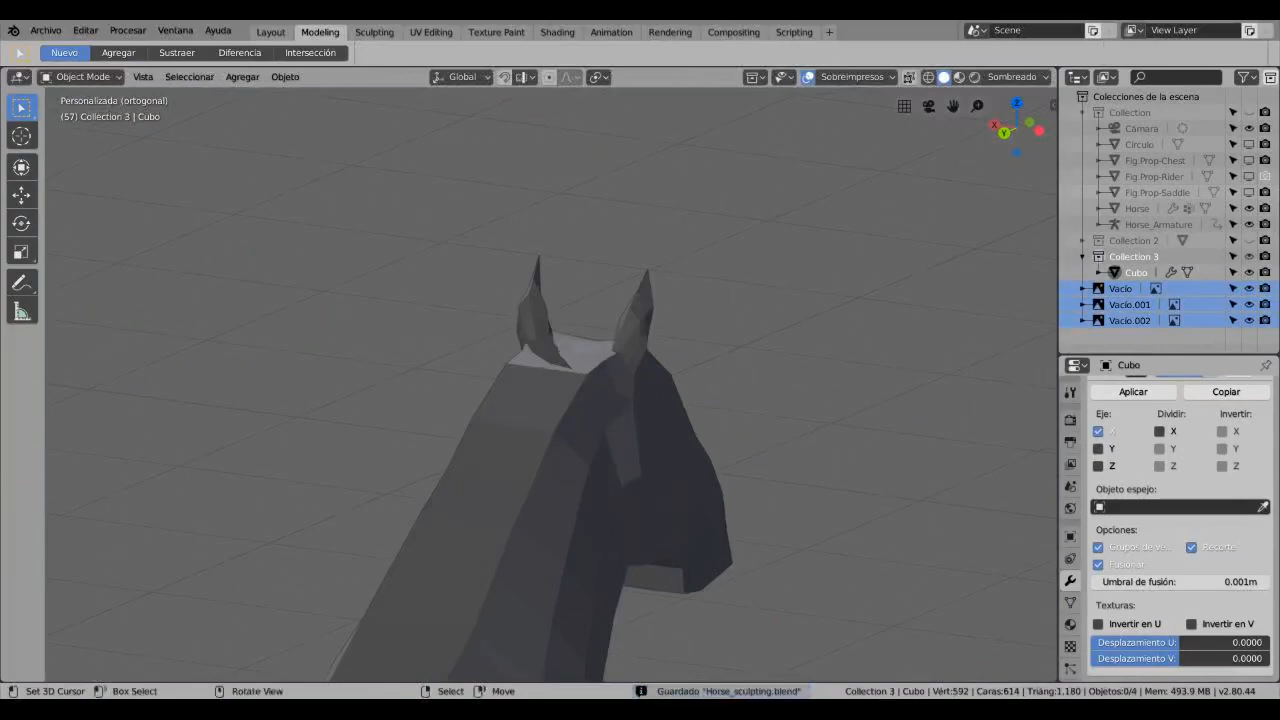 Archivo Editar Procesar Ventana Ayuda Layout Modeling Sculpting UV Editing Texture Paint Shading Animation Rendering Compositing Scripting + Scene View Layer
Nuevo Agregar Sustraer Diferencia Intersección
Object Mode Vista Seleccionar Agregar Objeto Global Sobreimpresos Sombreado
Personalizada (ortogonal)
(57) Collection 3 | Cubo
Z
X
Y
Colecciones de la escena
Collection
Cámara
Círculo
Fig.Prop-Chest
Fig.Prop-Rider
Fig.Prop-Saddle
Horse
Horse_Armature
Collection 2
Collection 3
Cubo
Vacío
Vacío.001
Vacío.002
Cubo
Aplicar Copiar
Eje: Dividir: Invertir:
X X X
Y Y Y
Z Z Z
Objeto espejo:
Opciones:
Grupos de ve... Recorte
Fusionar
Umbral de fusión: 0.001m
Texturas:
Invertir en U Invertir en V
Desplazamiento U: 0.0000
Desplazamiento V: 0.0000
Set 3D Cursor Box Select Rotate View Select Move Guardado "Horse_sculpting.blend" Collection 3 | Cubo | Vért:592 | Caras:614 | Triáng:1,180 | Objetos:0/4 | Mem: 493.9 MB | v2.80.44